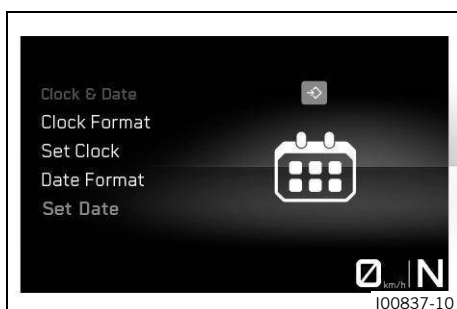 Clock & Date
Clock Format
Set Clock
Date Format
Set Date
0 km/h N
I00837-10